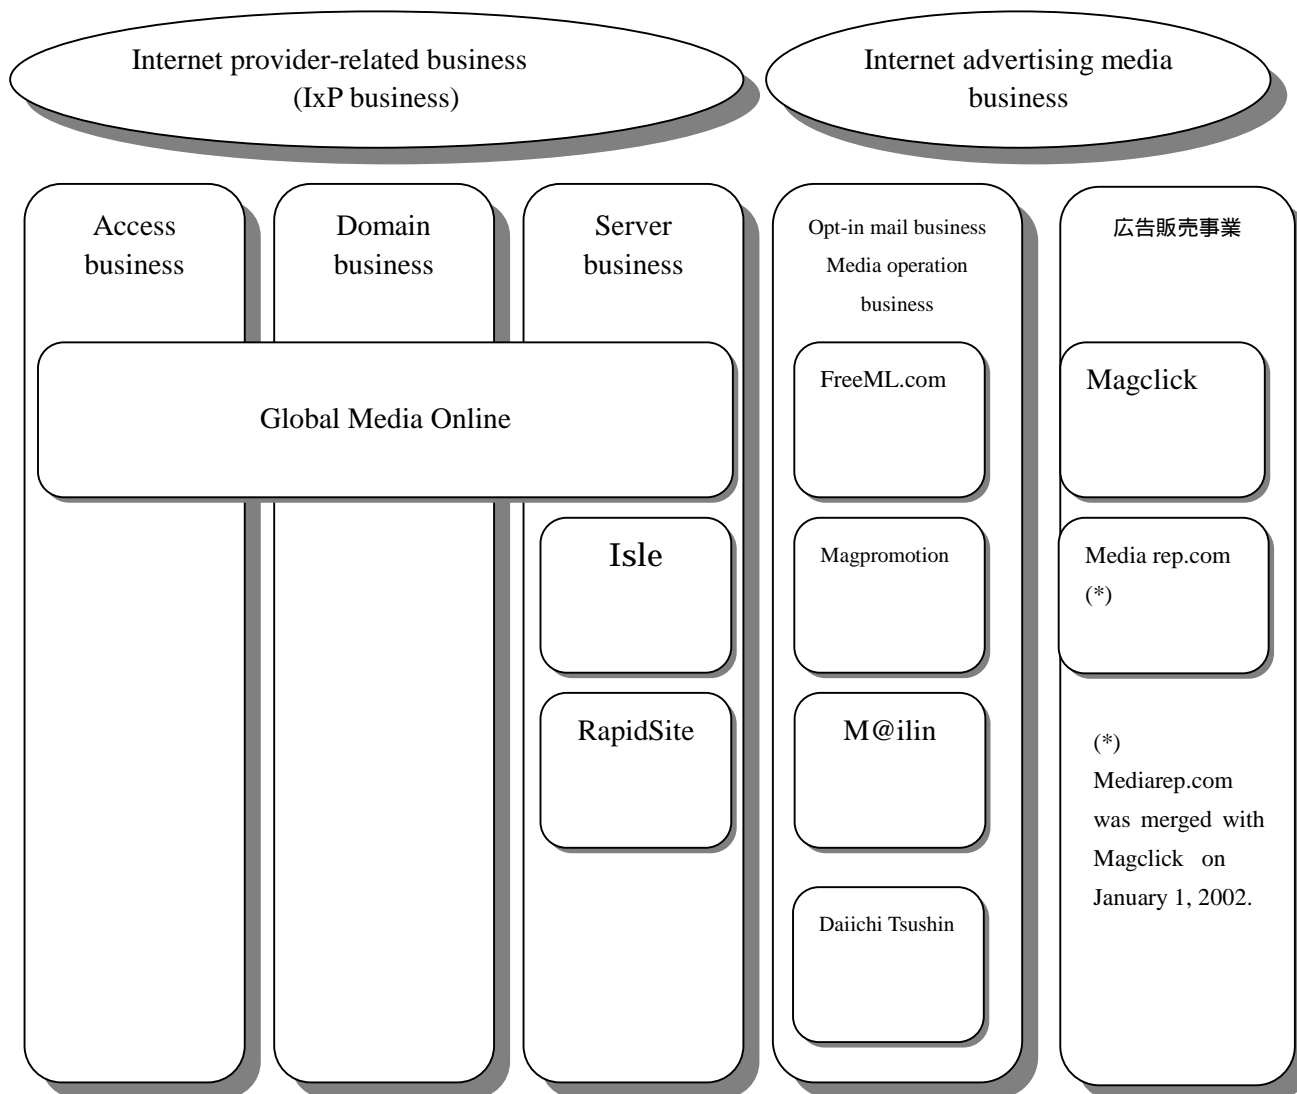 Internet provider-related business
(IxP business)
Internet advertising media
business
Access
business
Domain
business
Server
business
Opt-in mail business
Media operation
business
広告販売事業
Global Media Online
FreeML.com
Magclick
Isle
Magpromotion
Media rep.com
(*)
RapidSite
M@ilin
Daiichi Tsushin
(*)
Mediarep.com
was merged with
Magclick on
January 1, 2002.